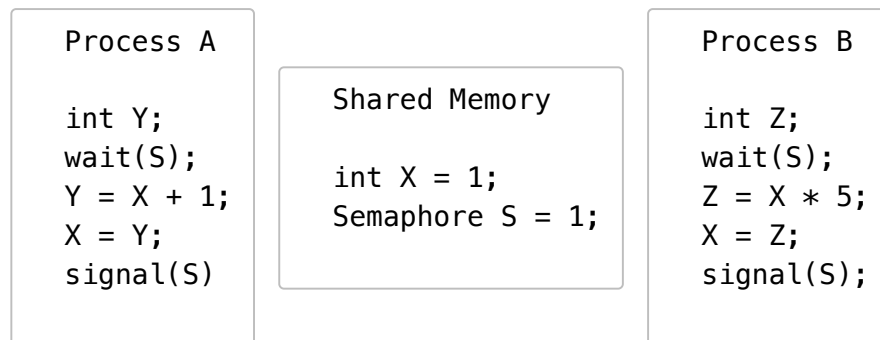 Process A
int Y;
wait(S);
Y = X + 1;
X = Y;
signal(S)
Shared Memory
int X = 1;
Semaphore S = 1;
Process B
int Z;
wait(S);
Z = X * 5;
X = Z;
signal(S);